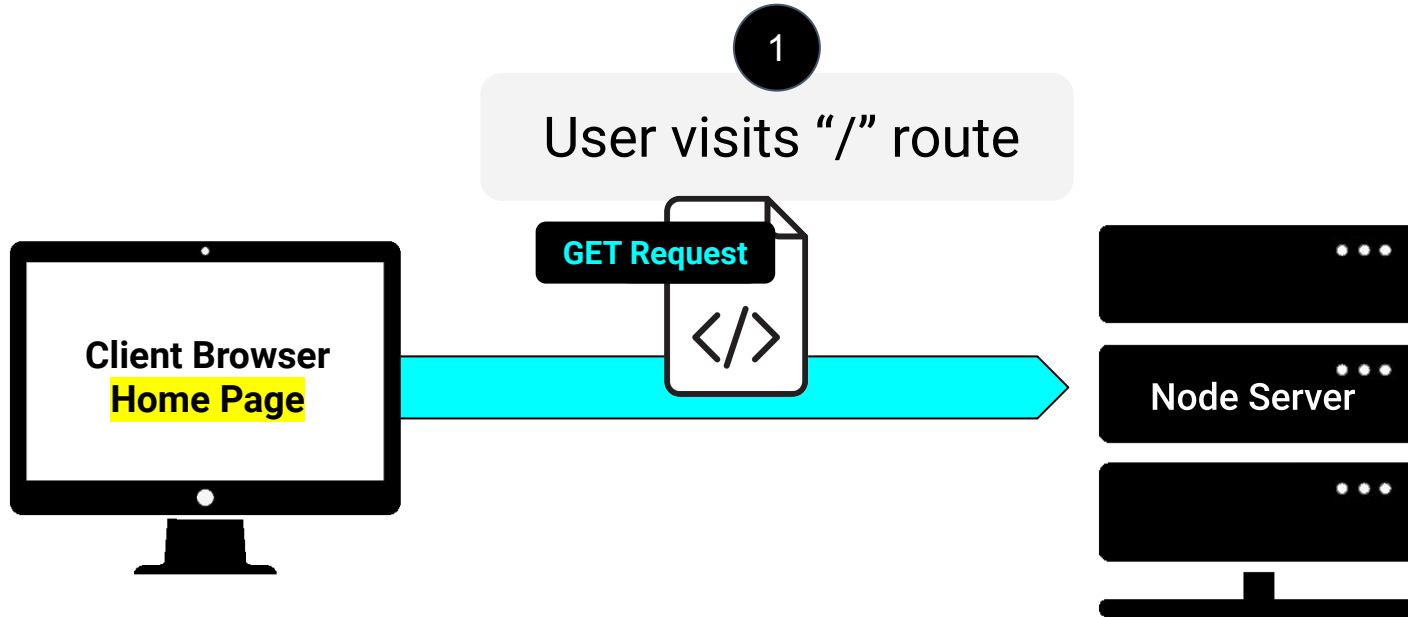 1
User visits “/” route
GET Request
</>
Client Browser
Home Page
Node Server